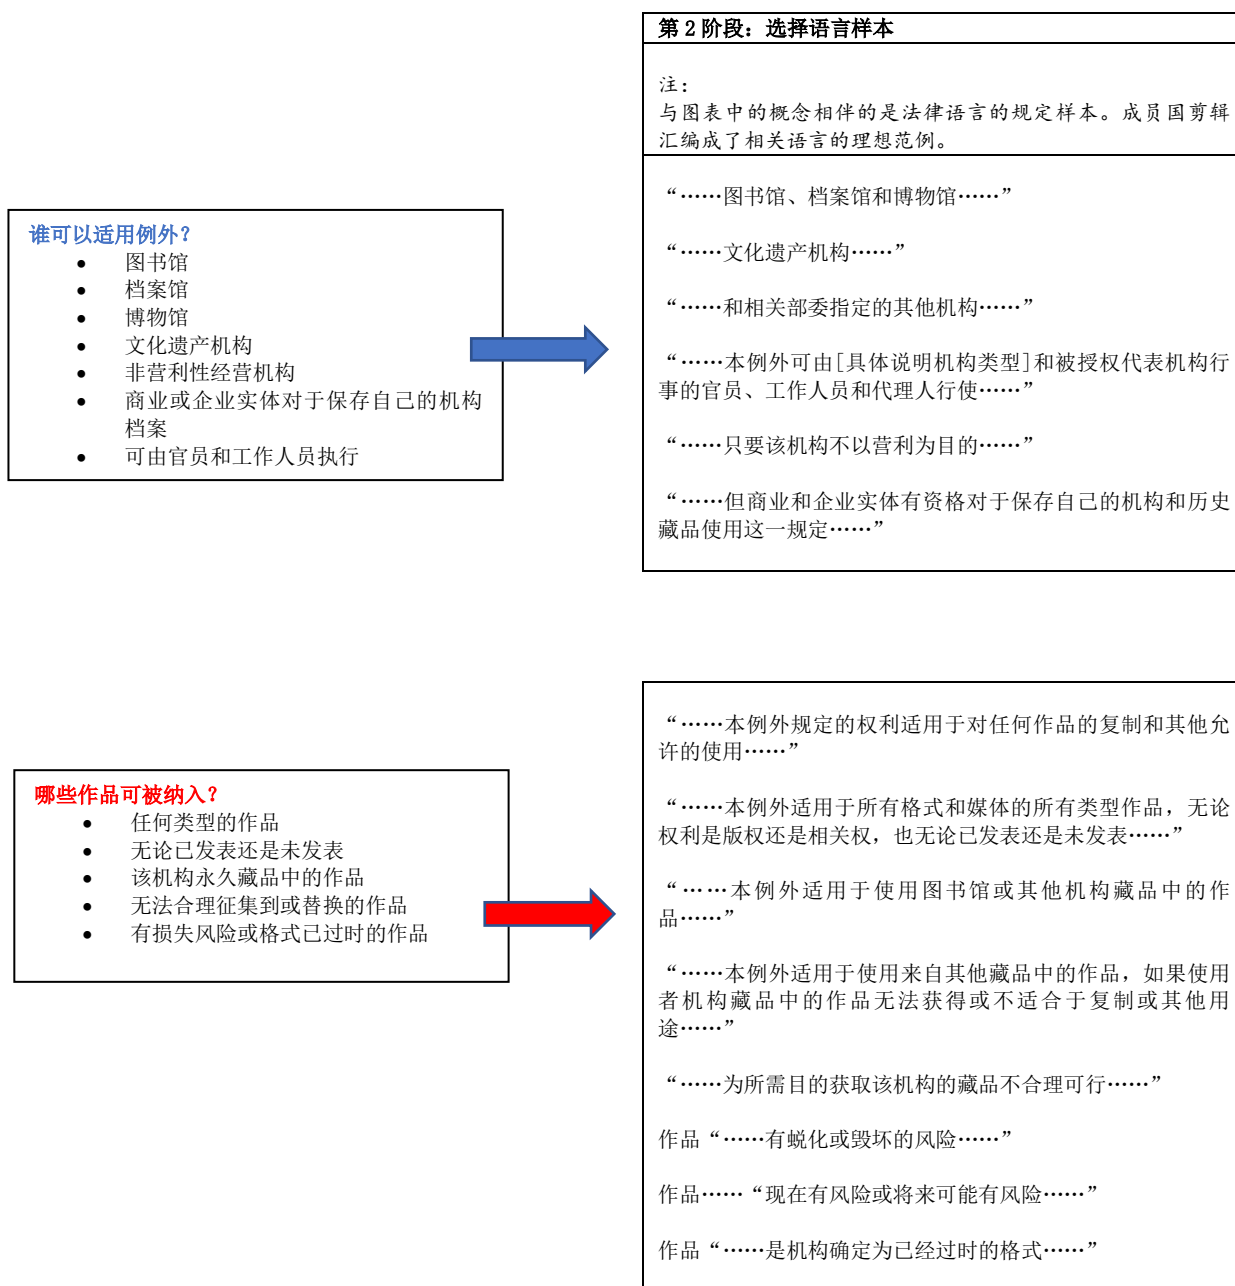 第 2 阶段：选择语言样本
注：
与图表中的概念相伴的是法律语言的规定样本。成员国剪辑
汇编成了相关语言的理想范例。
谁可以适用例外？
• 图书馆
• 档案馆
• 博物馆
• 文化遗产机构
• 非营利性经营机构
• 商业或企业实体对于保存自己的机构
档案
• 可由官员和工作人员执行
“……图书馆、档案馆和博物馆……”
“……文化遗产机构……”
“……和相关部委指定的其他机构……”
“……本例外可由[具体说明机构类型]和被授权代表机构行
事的官员、工作人员和代理人行使……”
“……只要该机构不以营利为目的……”
“……但商业和企业实体有资格对于保存自己的机构和历史
藏品使用这一规定……”
哪些作品可被纳入？
• 任何类型的作品
• 无论已发表还是未发表
• 该机构永久藏品中的作品
• 无法合理征集到或替换的作品
• 有损失风险或格式已过时的作品
“……本例外规定的权利适用于对任何作品的复制和其他允
许的使用……”
“……本例外适用于所有格式和媒体的所有类型作品，无论
权利是版权还是相关权，也无论已发表还是未发表……”
“……本例外适用于使用图书馆或其他机构藏品中的作
品……”
“……本例外适用于使用来自其他藏品中的作品，如果使用
者机构藏品中的作品无法获得或不适合于复制或其他用
途……”
“……为所需目的获取该机构的藏品不合理可行……”
作品“……有蜕化或毁坏的风险……”
作品……“现在有风险或将来可能有风险……”
作品“……是机构确定为已经过时的格式……”